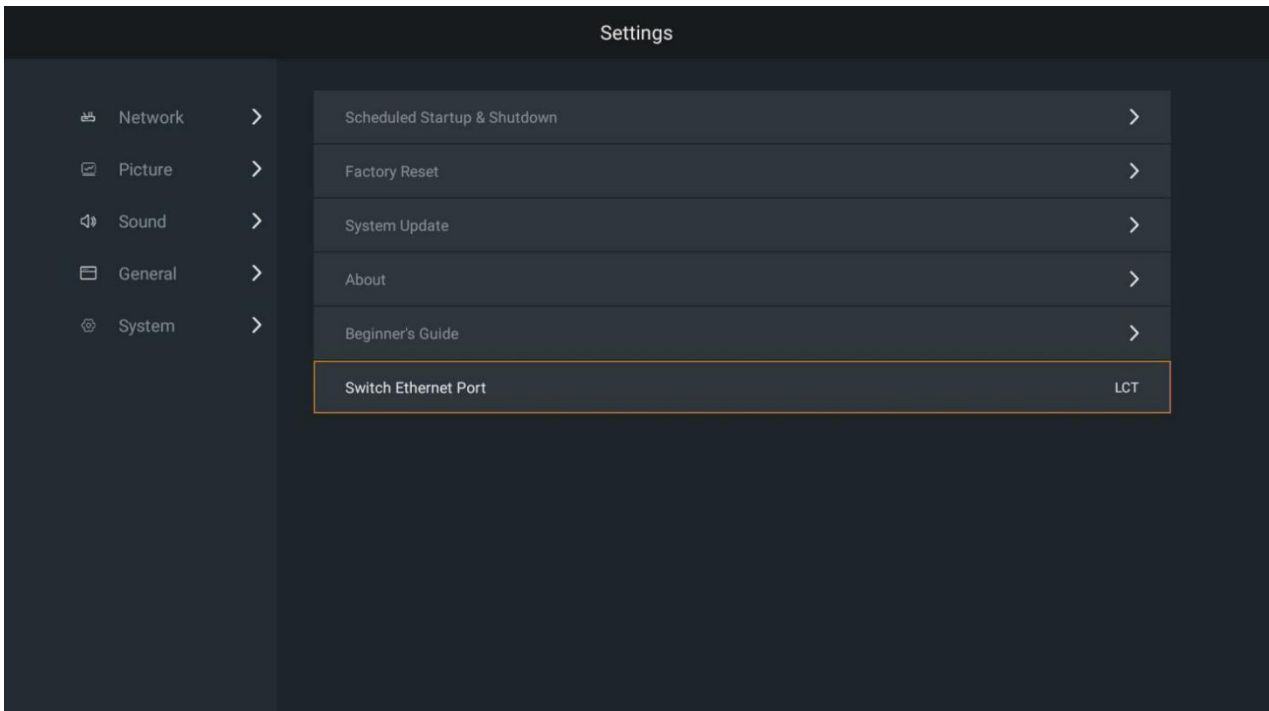 Settings
Network
Picture
Sound
General
System
Scheduled Startup & Shutdown
Factory Reset
System Update
About
Beginner's Guide
Switch Ethernet Port LCT